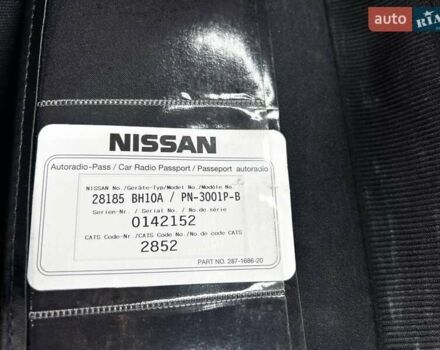 auto RIA
NISSAN
Autoradio-Pass / Car Radio Passport / Passeport autoradio
NISSAN No./Geräte-Typ/Model No./Modèle No.
28185 BH10A / PN-3001P-B
Serien-Nr. / Serial No. / No.de série
0142152
CATS Code-Nr./CATS Code No./No.de code CATS
2852
PART NO. 287-1686-20